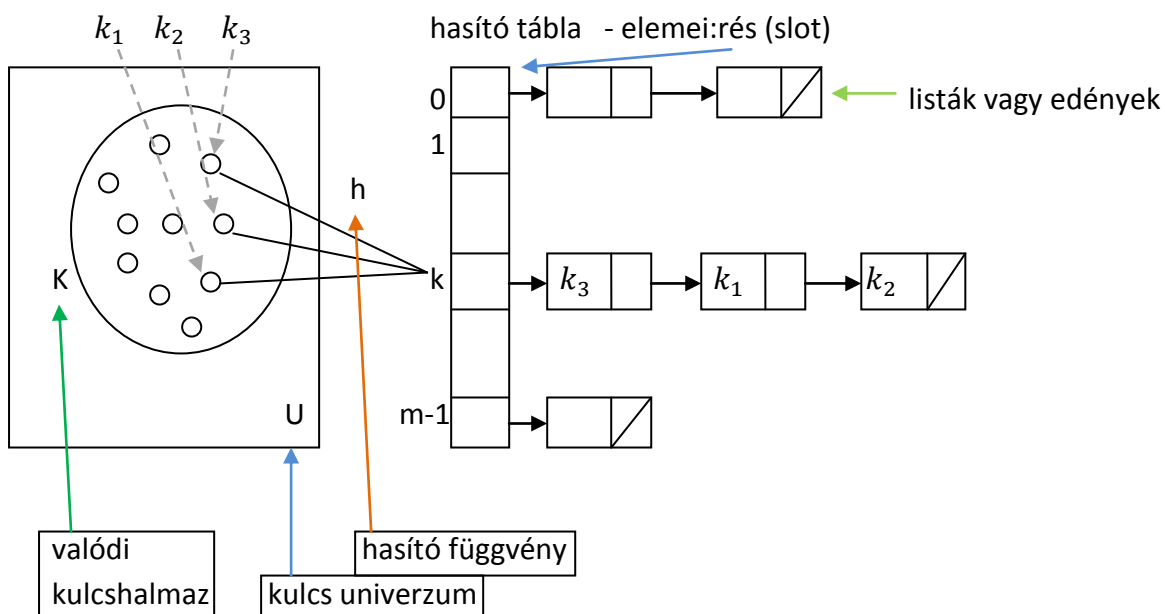 k₁ k₂ k₃
hasító tábla - elemei:rés (slot)
0
listák vagy edények
1
h
K
k
k₃ k₁ k₂
U
m-1
valódi
kulcshalmaz
hasító függvény
kulcs univerzum